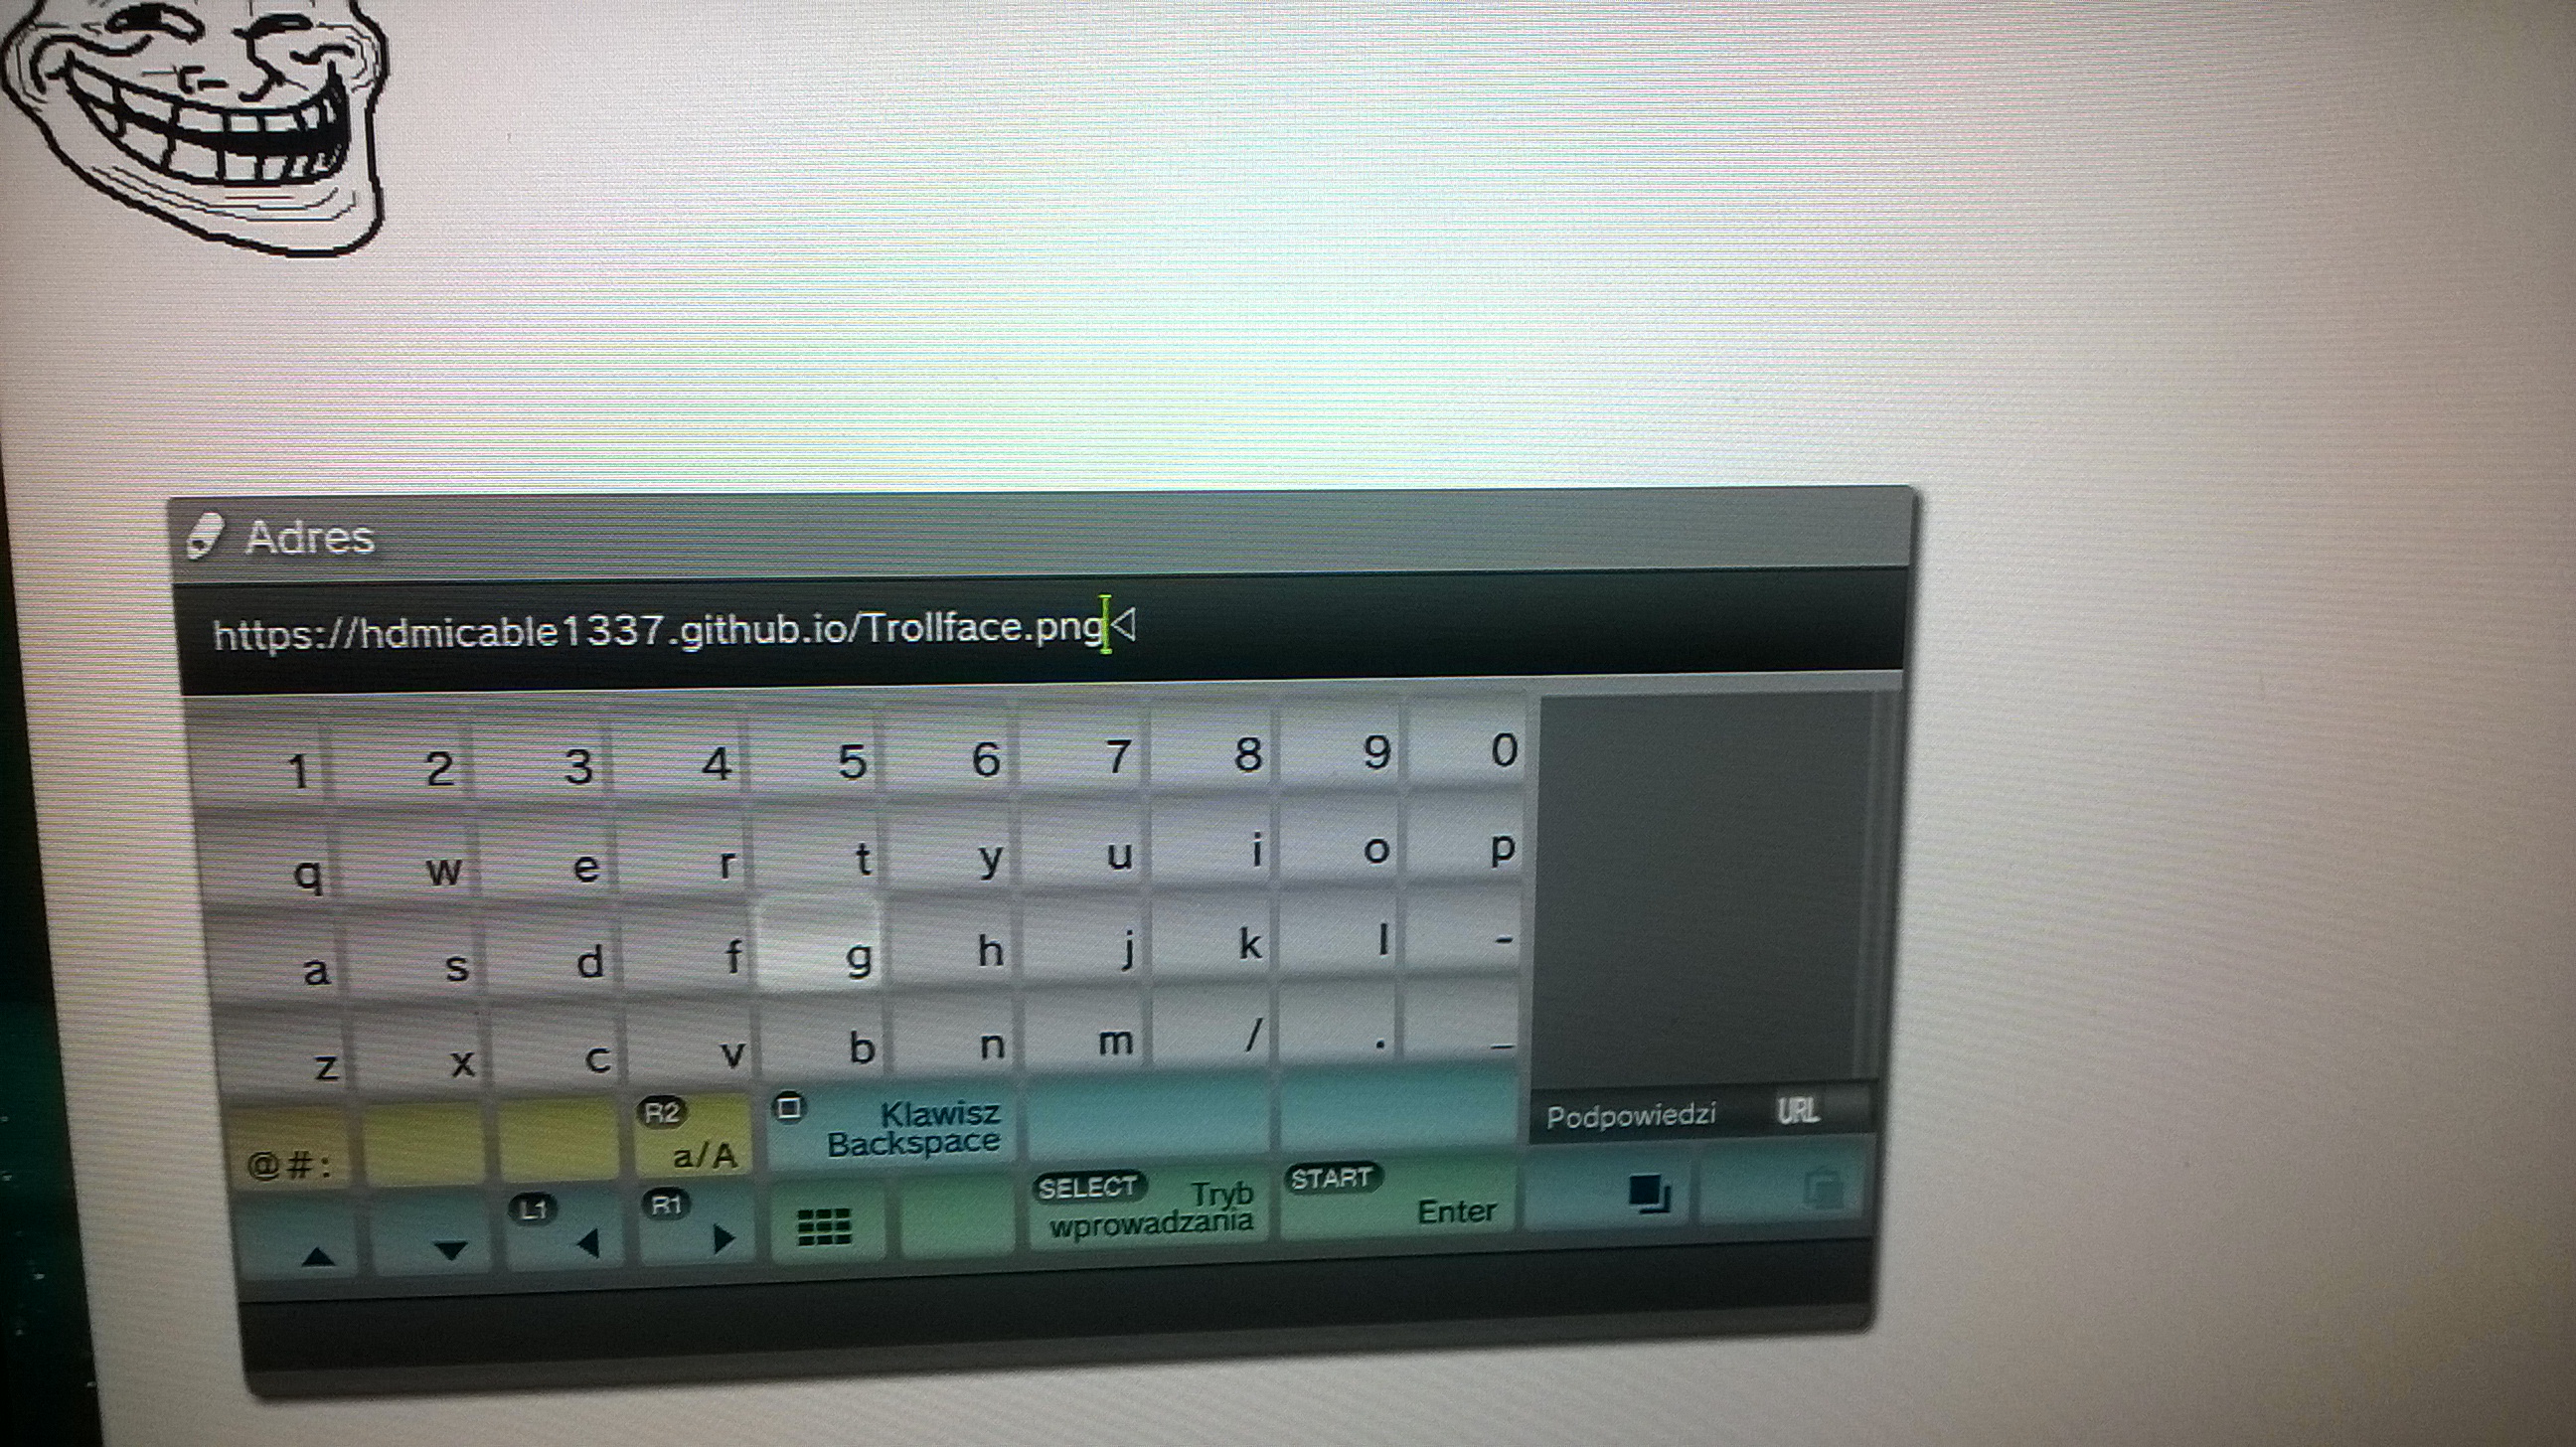 Adres
https://hdmicable1337.github.io/Trollface.png
1 2 3 4 5 6 7 8 9 0
q w e r t y u i o p
a s d f g h j k l -
z x c v b n m / . _
@#: R2 a/A Klawisz Backspace
Podpowiedzi URL
L1 R1 SELECT Tryb wprowadzania START Enter